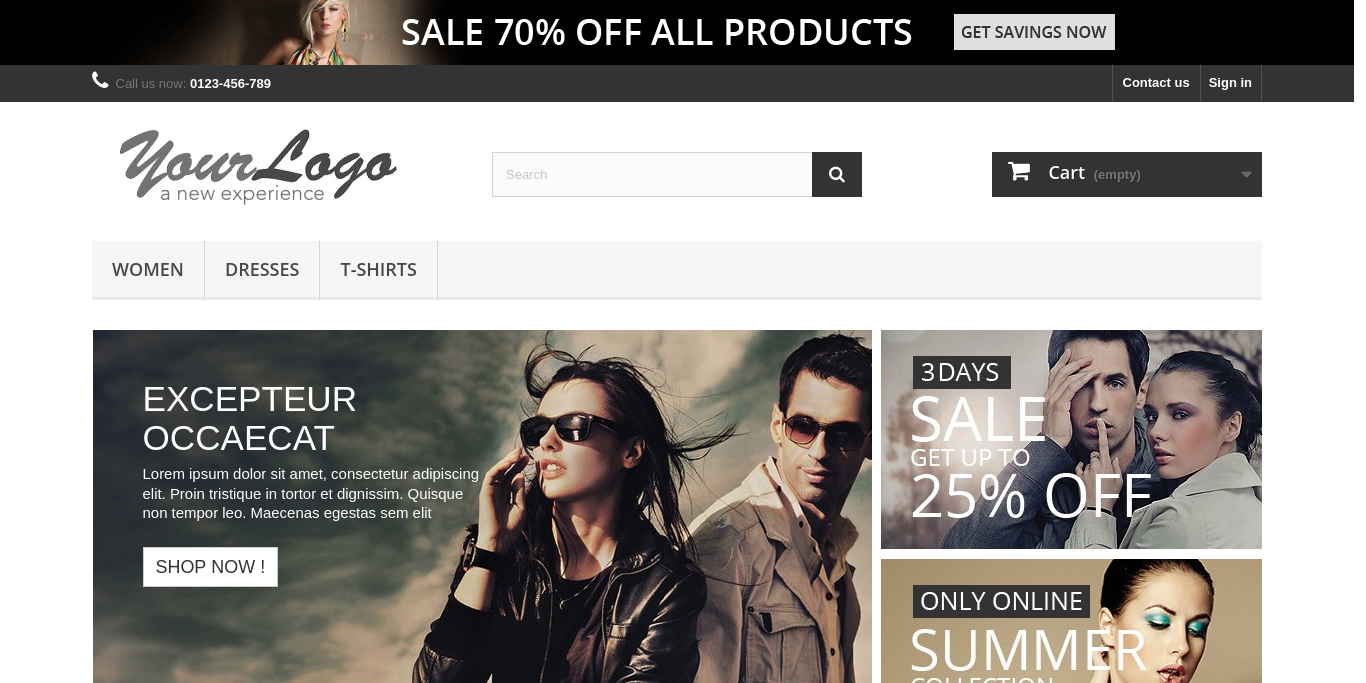 SALE 70% OFF ALL PRODUCTS
GET SAVINGS NOW
Call us now: 0123-456-789
Contact us
Sign in
YourLogo
a new experience
Search
Cart (empty)
WOMEN
DRESSES
T-SHIRTS
EXCEPTEUR
OCCAECAT
Lorem ipsum dolor sit amet, consectetur adipiscing
elit. Proin tristique in tortor et dignissim. Quisque
non tempor leo. Maecenas egestas sem elit
SHOP NOW !
3 DAYS
SALE
GET UP TO
25% OFF
ONLY ONLINE
SUMMER
COLLECTION